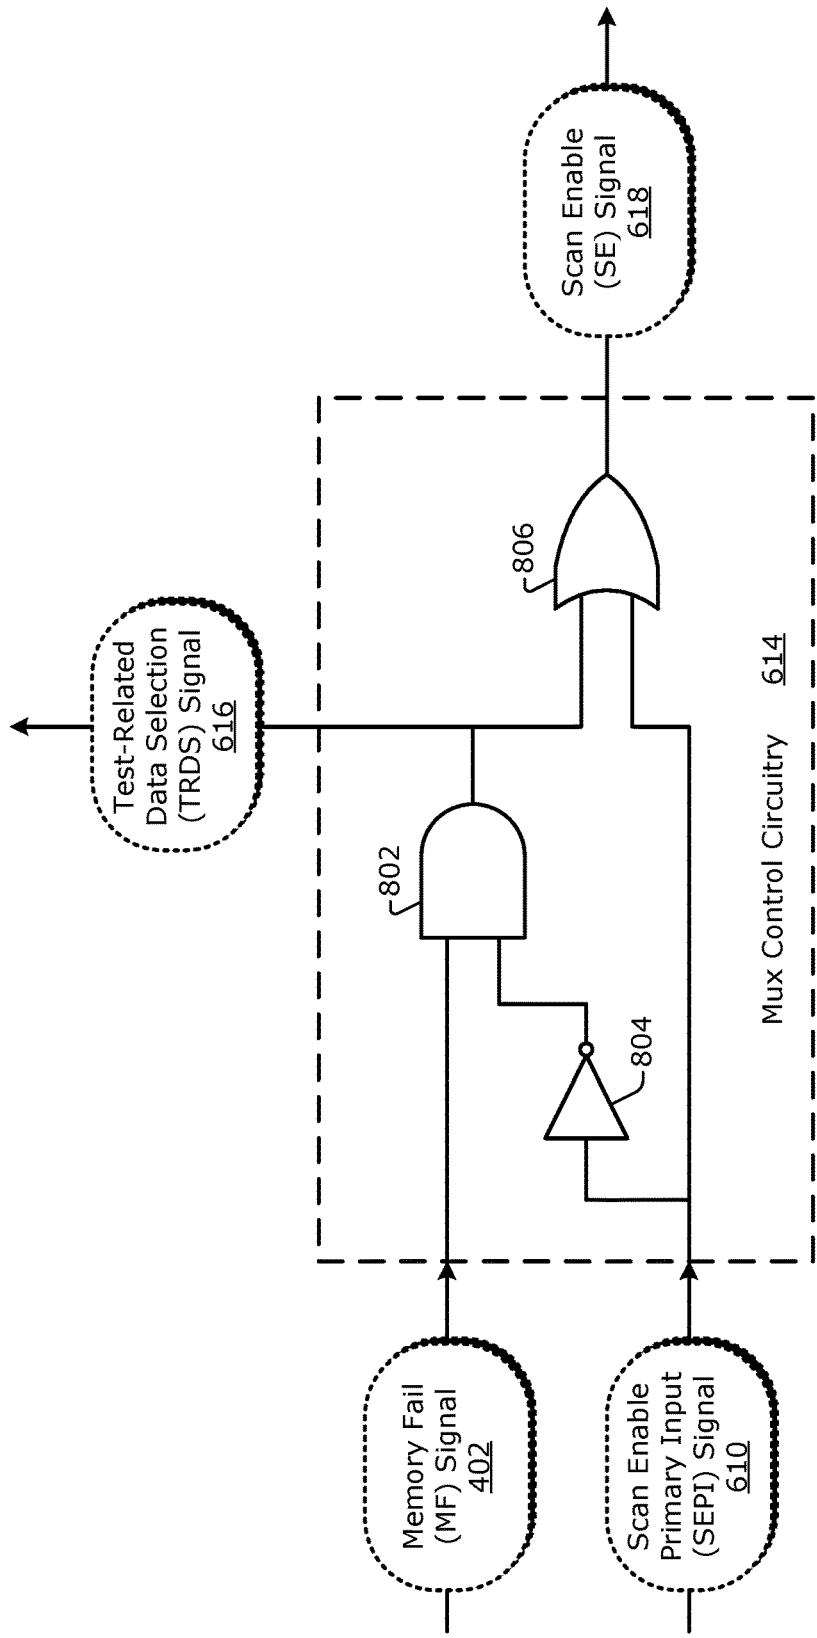 Scan Enable
(SE) Signal
618
Test-Related
Data Selection
(TRDS) Signal
616
806
802
804
Mux Control Circuitry 614
Memory Fail
(MF) Signal
402
Scan Enable
Primary Input
(SEPI) Signal
610